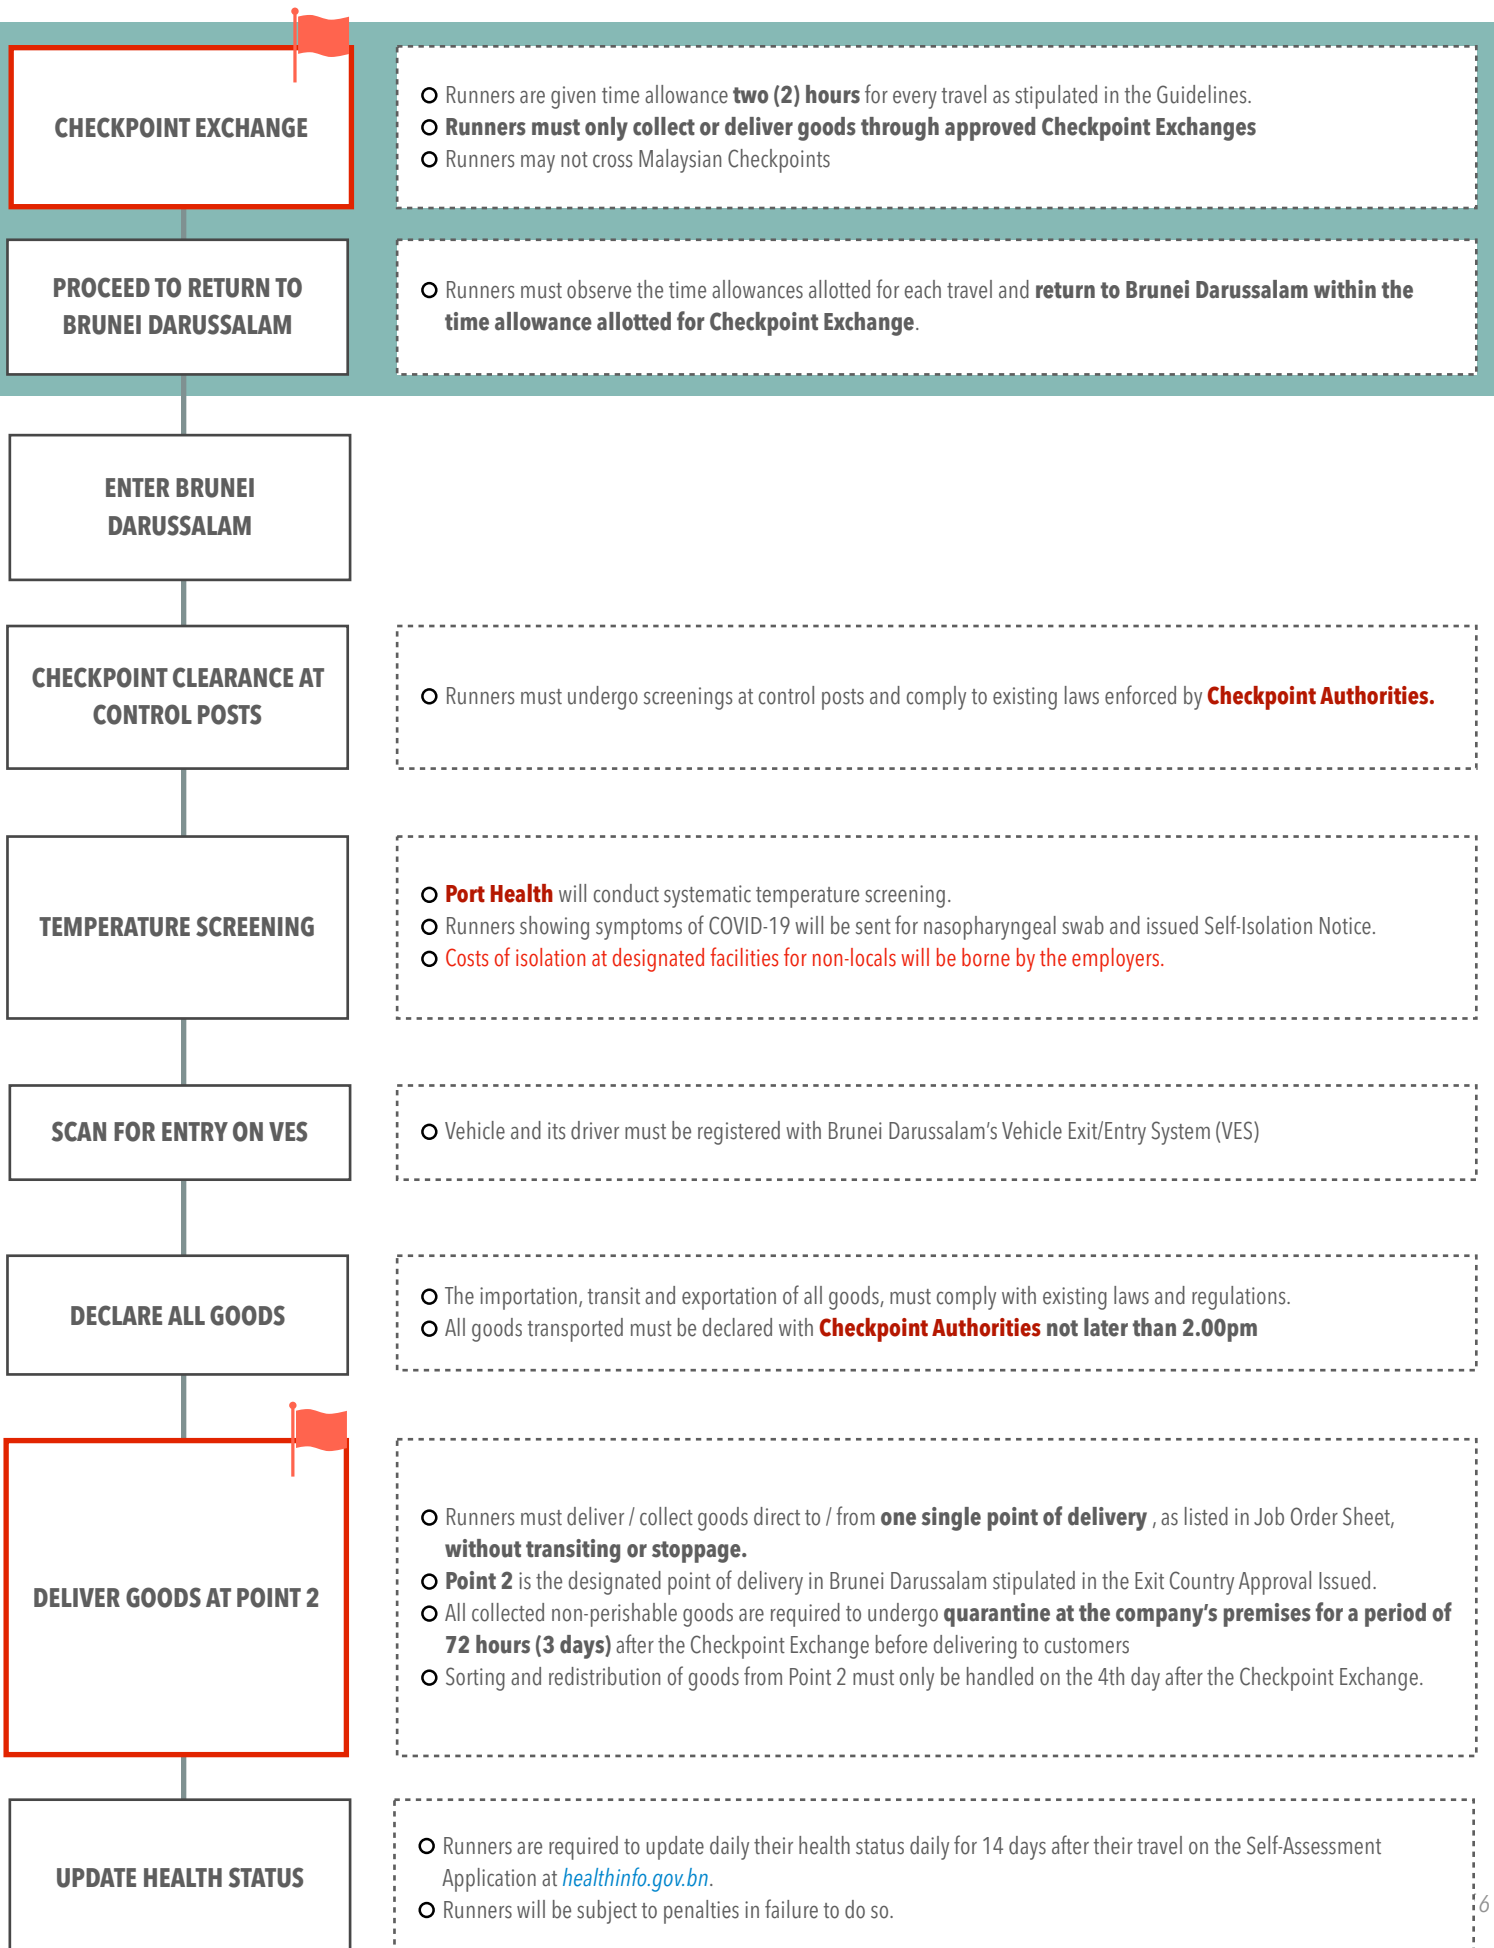 CHECKPOINT EXCHANGE
Runners are given time allowance two (2) hours for every travel as stipulated in the Guidelines.
Runners must only collect or deliver goods through approved Checkpoint Exchanges
Runners may not cross Malaysian Checkpoints
PROCEED TO RETURN TO
BRUNEI DARUSSALAM
Runners must observe the time allowances allotted for each travel and return to Brunei Darussalam within the
time allowance allotted for Checkpoint Exchange.
ENTER BRUNEI
DARUSSALAM
CHECKPOINT CLEARANCE AT
CONTROL POSTS
Runners must undergo screenings at control posts and comply to existing laws enforced by Checkpoint Authorities.
TEMPERATURE SCREENING
Port Health will conduct systematic temperature screening.
Runners showing symptoms of COVID-19 will be sent for nasopharyngeal swab and issued Self-Isolation Notice.
Costs of isolation at designated facilities for non-locals will be borne by the employers.
SCAN FOR ENTRY ON VES
Vehicle and its driver must be registered with Brunei Darussalam's Vehicle Exit/Entry System (VES)
DECLARE ALL GOODS
The importation, transit and exportation of all goods, must comply with existing laws and regulations.
All goods transported must be declared with Checkpoint Authorities not later than 2.00pm
DELIVER GOODS AT POINT 2
Runners must deliver / collect goods direct to / from one single point of delivery , as listed in Job Order Sheet,
without transiting or stoppage.
Point 2 is the designated point of delivery in Brunei Darussalam stipulated in the Exit Country Approval Issued.
All collected non-perishable goods are required to undergo quarantine at the company's premises for a period of
72 hours (3 days) after the Checkpoint Exchange before delivering to customers
Sorting and redistribution of goods from Point 2 must only be handled on the 4th day after the Checkpoint Exchange.
UPDATE HEALTH STATUS
Runners are required to update daily their health status daily for 14 days after their travel on the Self-Assessment
Application at healthinfo.gov.bn.
Runners will be subject to penalties in failure to do so.
6